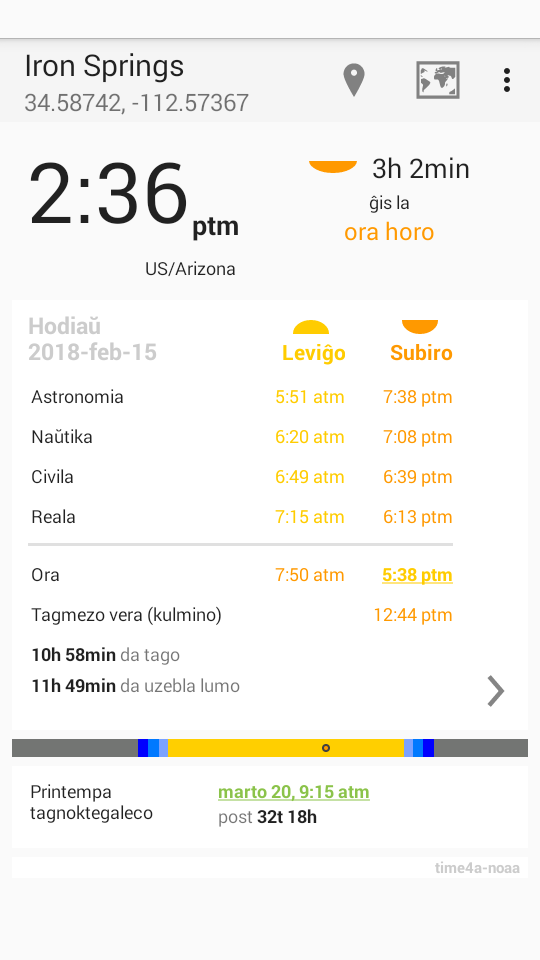 Iron Springs
34.58742, -112.57367
2:36 ptm
US/Arizona
3h 2min
ĝis la
ora horo
Hodiaŭ
2018-feb-15
Leviĝo Subiro
Astronomia 5:51 atm 7:38 ptm
Naŭtika 6:20 atm 7:08 ptm
Civila 6:49 atm 6:39 ptm
Reala 7:15 atm 6:13 ptm
Ora 7:50 atm 5:38 ptm
Tagmezo vera (kulmino) 12:44 ptm
10h 58min da tago
11h 49min da uzebla lumo
Printempa
tagnoktegaleco
marto 20, 9:15 atm
post 32t 18h
time4a-noaa